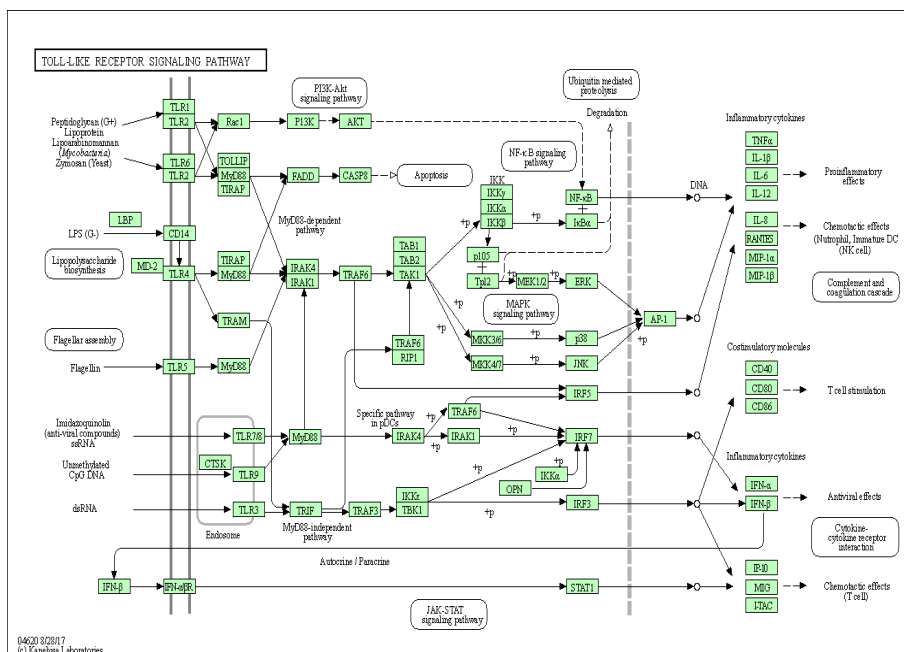 TOLL-LIKE RECEPTOR SIGNALING PATHWAY
PI3K-Akt
signaling pathway
Ubiquitin mediated
proteolysis
Degradation
TLR1
TLR2
Peptidoglycan (G+)
Lipoprotein
Lipoarabinomannan
(Mycobacteria)
Zymosan (Yeast)
TLR6
TLR2
Rac1
PI3K
AKT
TOLLIP
MyD88
TIRAP
FADD
CASP8
Apoptosis
NF-κB signaling
pathway
IKK
IKKγ
IKKα
IKKβ
+p
NF-κB
IκBα
DNA
Inflammatory cytokines
TNFα
IL-1β
IL-6
IL-12
Proinflammatory
effects
IL-8
RANTES
MIP-1α
MIP-1β
Chemotactic effects
(Nutrophil, Immature DC)
(NK cell)
Complement and
coagulation cascade
LBP
LPS (G-)
CD14
MD-2
TLR4
Lipopolysaccharide
biosynthesis
MyD88-dependent
pathway
TIRAP
MyD88
IRAK4
IRAK1
TRAF6
TAB1
TAB2
TAK1
+p
p105
Tpl2
+p
MEK1/2
+p
ERK
MAPK
signaling pathway
TRAM
TRAF6
RIP1
+p
+p
MKK3/6
+p
p38
MKK4/7
+p
JNK
AP-1
+p
Flagellar assembly
Flagellin
TLR5
MyD88
IRF5
Costimulatory molecules
CD40
CD80
CD86
T cell stimulation
Imidazoquinolin
(anti-viral compounds)
ssRNA
TLR7/8
MyD88
Specific pathway
in pDCs
IRAK4
+p
TRAF6
+p
IRAK1
+p
+p
IRF7
Unmethylated
CpG DNA
CTSK
TLR9
+p
IKKα
+p
OPN
Inflammatory cytokines
IFN-α
IFN-β
Antiviral effects
dsRNA
TLR3
TRIF
TRAF3
IKKε
TBK1
+p
IRF3
Endosome
MyD88-independent
pathway
Cytokine-
cytokine receptor
interaction
Autocrine / Paracrine
IFN-β
IFN-αβR
STAT1
IP-10
MIG
I-TAC
Chemotactic effects
(T cell)
JAK-STAT
signaling pathway
04620 8/28/17
(c) Kanehisa Laboratories